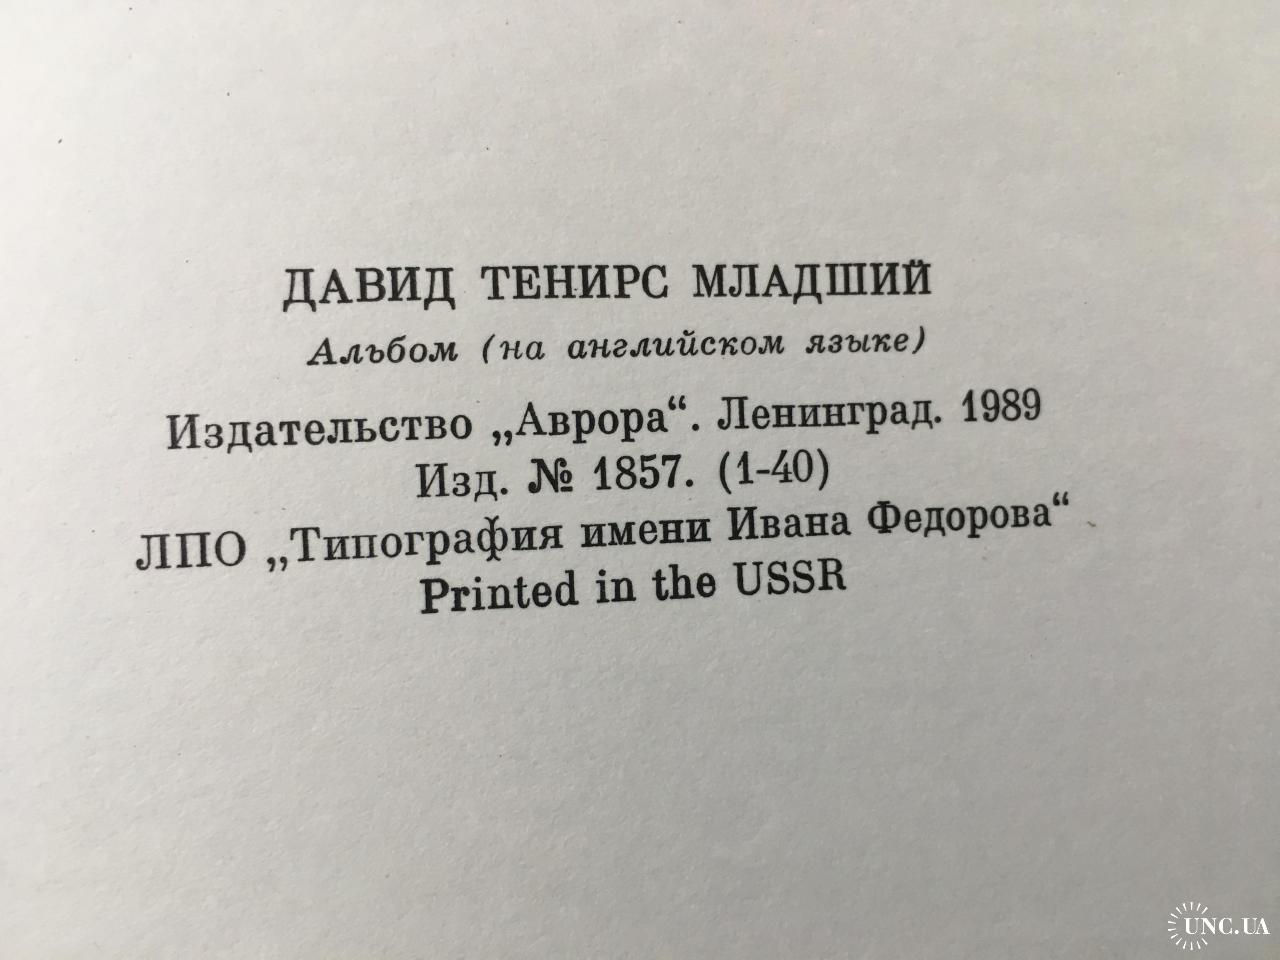 ДАВИД ТЕНИРС МЛАДШИЙ
Альбом (на английском языке)
Издательство „Аврора“. Ленинград. 1989
Изд. № 1857. (1-40)
ЛПО „Типография имени Ивана Федорова“
Printed in the USSR
UNC.UA